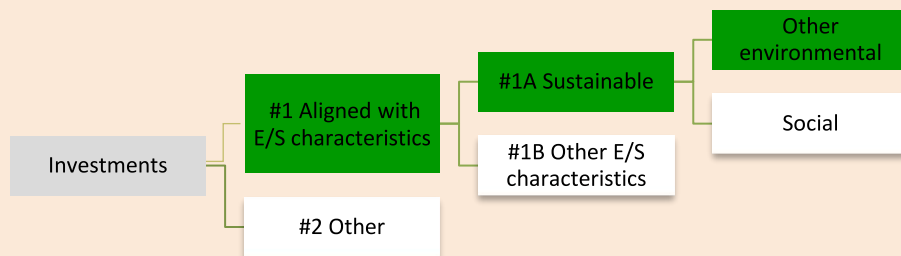 Other
environmental
#1A Sustainable
#1 Aligned with
E/S characteristics
Social
#1B Other E/S
characteristics
Investments
#2 Other